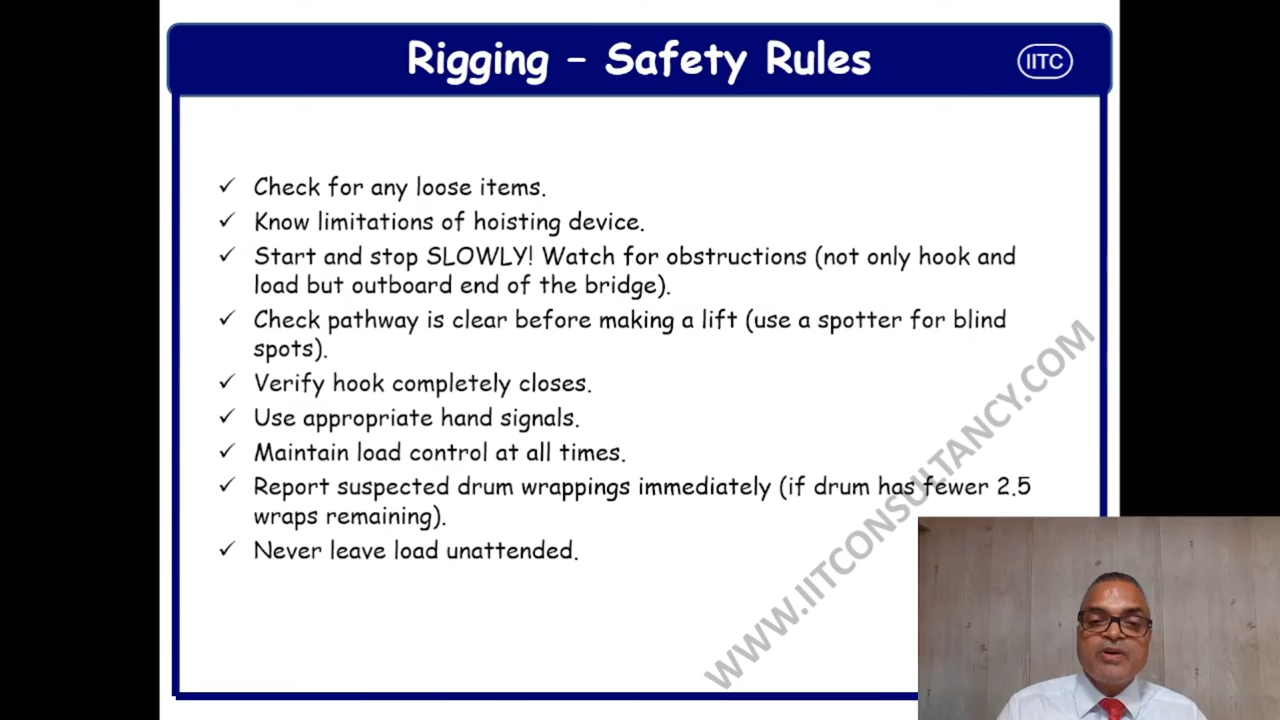 Rigging – Safety Rules
IITC
✓ Check for any loose items.
✓ Know limitations of hoisting device.
✓ Start and stop SLOWLY! Watch for obstructions (not only hook and
load but outboard end of the bridge).
✓ Check pathway is clear before making a lift (use a spotter for blind
spots).
✓ Verify hook completely closes.
✓ Use appropriate hand signals.
✓ Maintain load control at all times.
✓ Report suspected drum wrappings immediately (if drum has fewer 2.5
wraps remaining).
✓ Never leave load unattended.
WWW.IITCONSULTANCY.COM